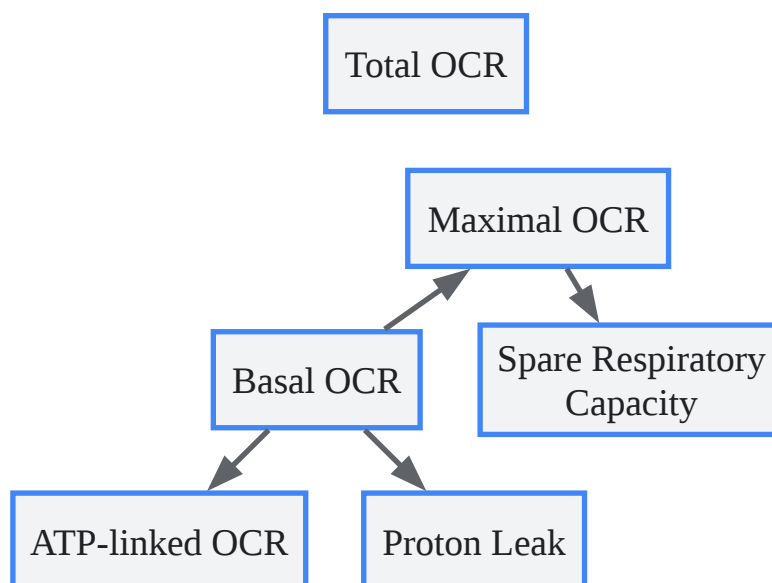 Total OCR
Maximal OCR
Spare Respiratory
Capacity
Basal OCR
ATP-linked OCR
Proton Leak